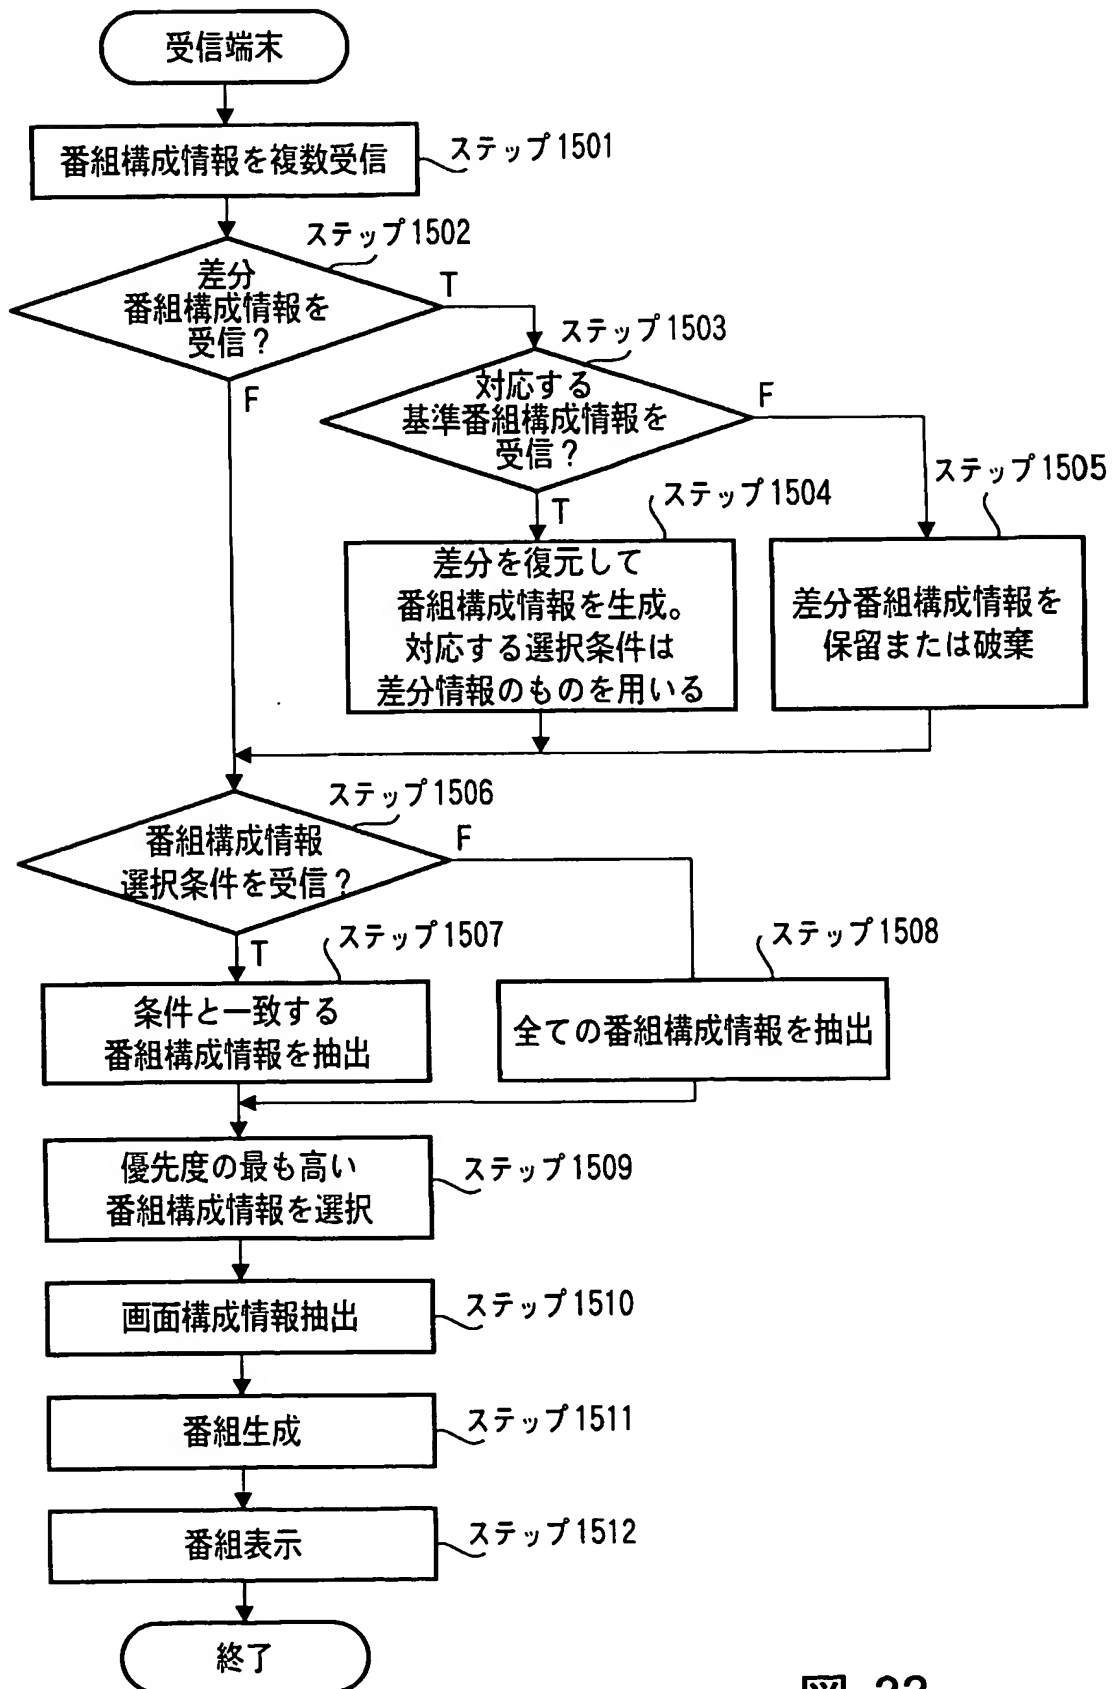 受信端末
番組構成情報を複数受信
ステップ1501
ステップ1502
差分
番組構成情報を
受信?
T
F
ステップ1503
対応する
基準番組構成情報を
受信?
F
T
ステップ1504
差分を復元して
番組構成情報を生成。
対応する選択条件は
差分情報のものを用いる
ステップ1505
差分番組構成情報を
保留または破棄
ステップ1506
番組構成情報
選択条件を受信?
F
T
ステップ1507
条件と一致する
番組構成情報を抽出
ステップ1508
全ての番組構成情報を抽出
優先度の最も高い
番組構成情報を選択
ステップ1509
画面構成情報抽出
ステップ1510
番組生成
ステップ1511
番組表示
ステップ1512
終了